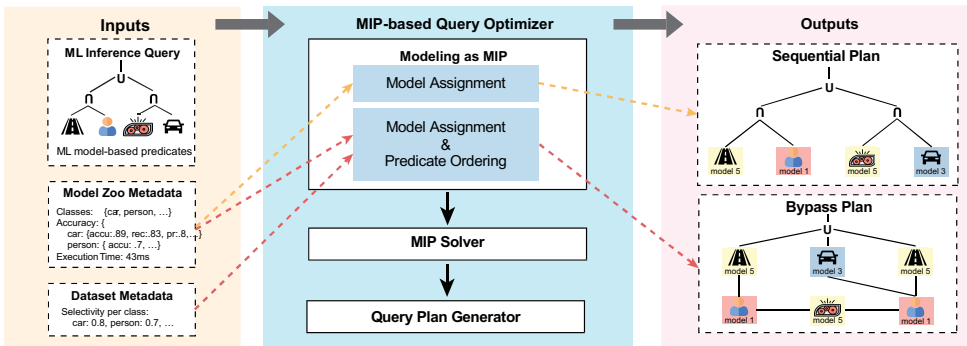 Inputs
ML Inference Query
∪
∩ ∩
ML model-based predicates
Model Zoo Metadata
Classes: {car, person, …}
Accuracy: {
car: {accu:.89, rec:.83, pr:.8,…}
person: { accu: .7, …}
Execution Time: 43ms
Dataset Metadata
Selectivity per class:
car: 0.8, person: 0.7, …
MIP-based Query Optimizer
Modeling as MIP
Model Assignment
Model Assignment
&
Predicate Ordering
MIP Solver
Query Plan Generator
Outputs
Sequential Plan
∪
∩ ∩
model 5 model 1 model 5 model 3
Bypass Plan
∪
model 5 model 3 model 5
model 1 model 5 model 1